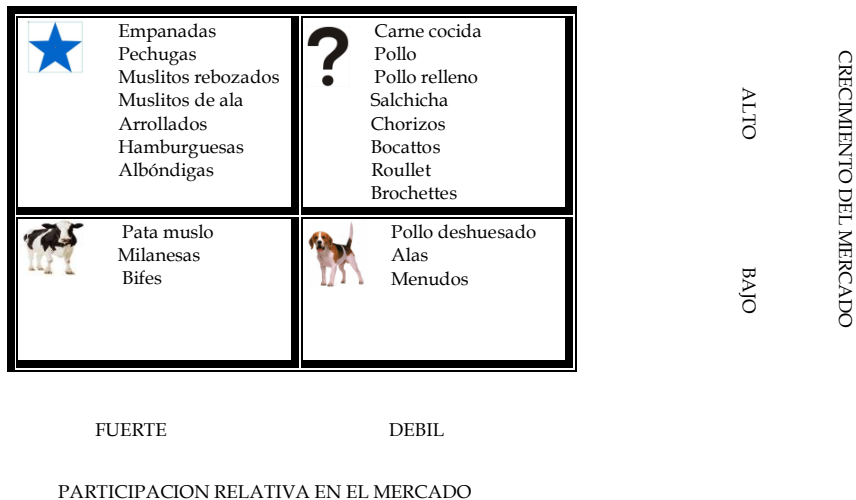 Empanadas
Pechugas
Muslitos rebozados
Muslitos de ala
Arrollados
Hamburguesas
Albóndigas
?
Carne cocida
Pollo
Pollo relleno
Salchicha
Chorizos
Bocattos
Roullet
Brochettes
Pata muslo
Milanesas
Bifes
Pollo deshuesado
Alas
Menudos
ALTO
BAJO
CRECIMIENTO DEL MERCADO
FUERTE
DEBIL
PARTICIPACION RELATIVA EN EL MERCADO